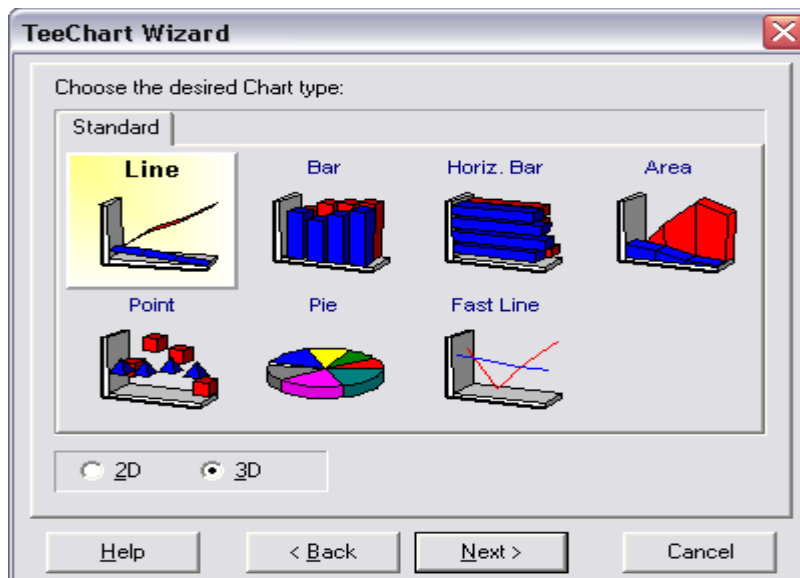 TeeChart Wizard
Choose the desired Chart type:
Standard
Line Bar Horiz. Bar Area
Point Pie Fast Line
2D 3D
Help < Back Next > Cancel